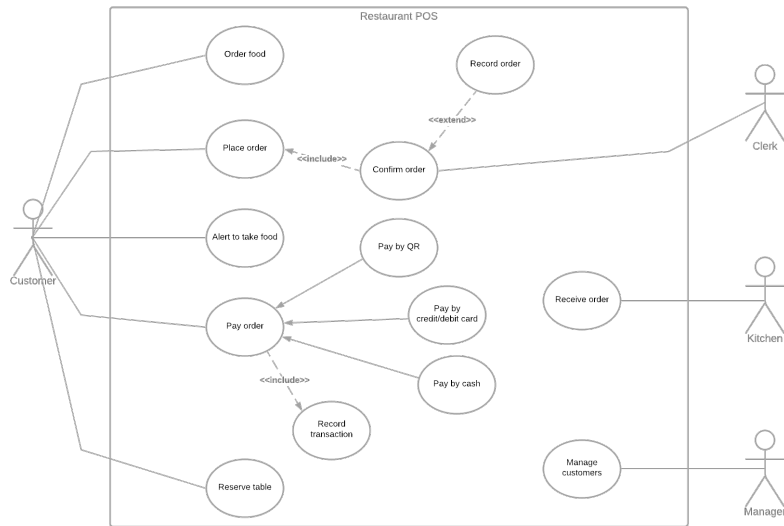 Restaurant POS
Order food
Record order
<<extend>>
Clerk
Place order
<<include>>
Confirm order
Customer
Alert to take food
Pay by QR
Receive order
Kitchen
Pay order
Pay by
credit/debit card
<<include>>
Pay by cash
Record
transaction
Manage
customers
Reserve table
Manager